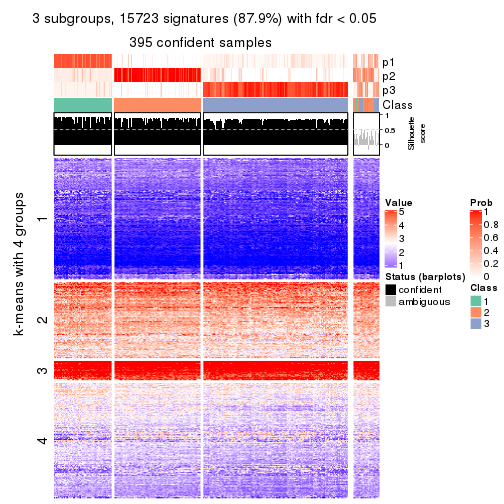 3 subgroups, 15723 signatures (87.9%) with fdr < 0.05
395 confident samples
p1
p2
p3
Class
1
0.5
0
Silhouette
score
k-means with 4 groups
1
2
3
4
Value
5
4
3
2
1
Status (barplots)
confident
ambiguous
Prob
1
0.8
0.6
0.4
0.2
0
Class
1
2
3